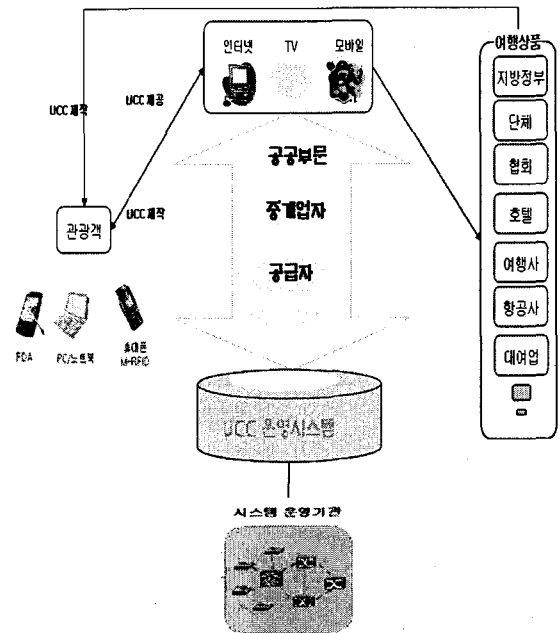 여행상품
인터넷 TV 모바일
지방정부
UCC 제작
UCC 제공
단체
공공부문
협회
중계업자
UCC 제작
호텔
관광객
여행사
공급자
항공사
PDA PC/노트북 휴대폰
M-RFID
대여업
UCC 운영시스템
시스템 운영기관